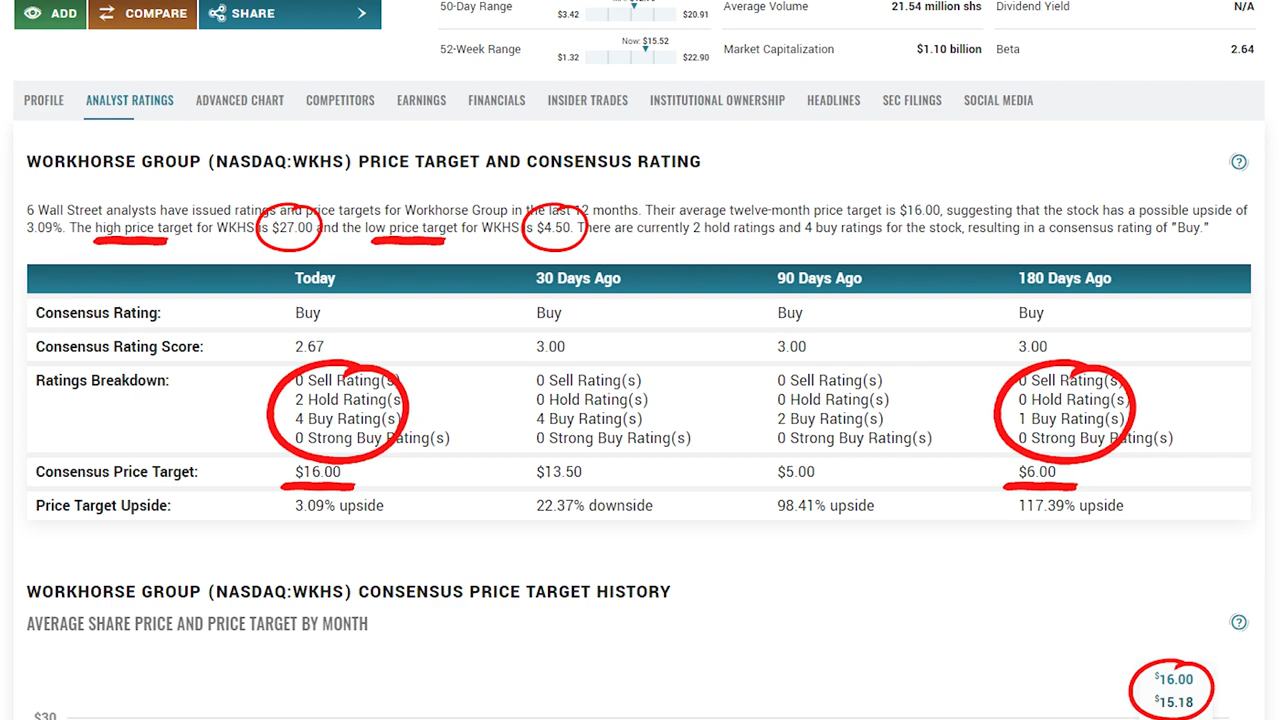 ADD
COMPARE
SHARE
50-Day Range
$3.42
$20.91
Average Volume
21.54 million shs
Dividend Yield
N/A
52-Week Range
Now: $15.52
$1.32
$22.90
Market Capitalization
$1.10 billion
Beta
2.64
PROFILE ANALYST RATINGS ADVANCED CHART COMPETITORS EARNINGS FINANCIALS INSIDER TRADES INSTITUTIONAL OWNERSHIP HEADLINES SEC FILINGS SOCIAL MEDIA
WORKHORSE GROUP (NASDAQ:WKHS) PRICE TARGET AND CONSENSUS RATING
6 Wall Street analysts have issued ratings and price targets for Workhorse Group in the last 12 months. Their average twelve-month price target is $16.00, suggesting that the stock has a possible upside of
3.09%. The high price target for WKHS is $27.00 and the low price target for WKHS is $4.50. There are currently 2 hold ratings and 4 buy ratings for the stock, resulting in a consensus rating of "Buy."
Today 30 Days Ago 90 Days Ago 180 Days Ago
Consensus Rating: Buy Buy Buy Buy
Consensus Rating Score: 2.67 3.00 3.00 3.00
Ratings Breakdown: 0 Sell Rating(s) 0 Sell Rating(s) 0 Sell Rating(s) 0 Sell Rating(s)
2 Hold Rating(s) 0 Hold Rating(s) 0 Hold Rating(s) 0 Hold Rating(s)
4 Buy Rating(s) 4 Buy Rating(s) 2 Buy Rating(s) 1 Buy Rating(s)
0 Strong Buy Rating(s) 0 Strong Buy Rating(s) 0 Strong Buy Rating(s) 0 Strong Buy Rating(s)
Consensus Price Target: $16.00 $13.50 $5.00 $6.00
Price Target Upside: 3.09% upside 22.37% downside 98.41% upside 117.39% upside
WORKHORSE GROUP (NASDAQ:WKHS) CONSENSUS PRICE TARGET HISTORY
AVERAGE SHARE PRICE AND PRICE TARGET BY MONTH
$16.00
$15.18
$30